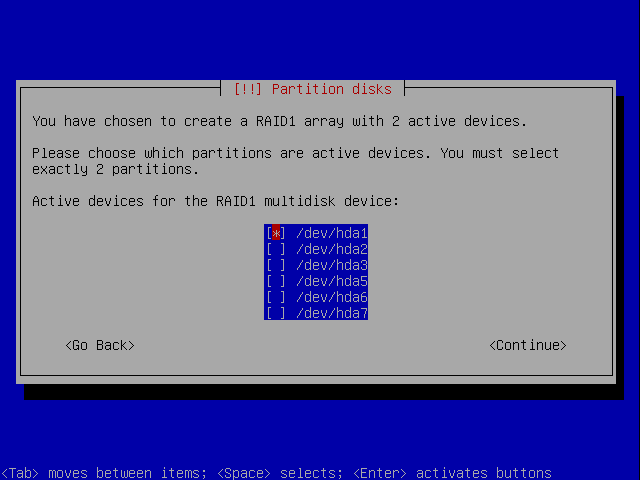 [!!] Partition disks
You have chosen to create a RAID1 array with 2 active devices.
Please choose which partitions are active devices. You must select
exactly 2 partitions.
Active devices for the RAID1 multidisk device:
[*] /dev/hda1
[ ] /dev/hda2
[ ] /dev/hda3
[ ] /dev/hda5
[ ] /dev/hda6
[ ] /dev/hda7
<Go Back> <Continue>
<Tab> moves between items; <Space> selects; <Enter> activates buttons